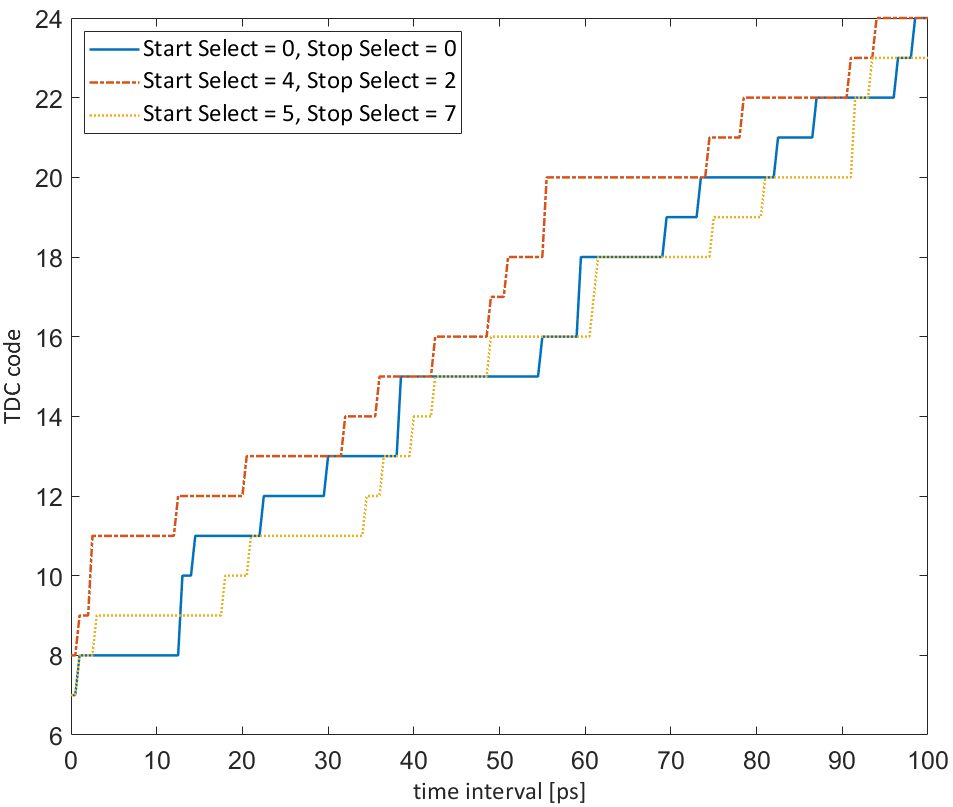 24
22
20
18
16
14
12
10
8
6
TDC code
Start Select = 0, Stop Select = 0
Start Select = 4, Stop Select = 2
Start Select = 5, Stop Select = 7
0 10 20 30 40 50 60 70 80 90 100
time interval [ps]